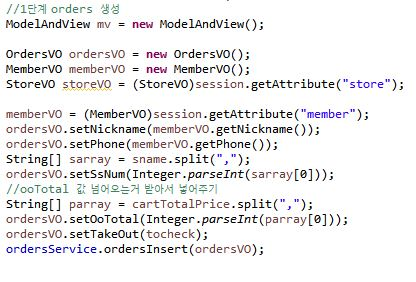 //1단계 orders 생성
ModelAndView mv = new ModelAndView();
OrdersVO ordersVO = new OrdersVO();
MemberVO memberVO = new MemberVO();
StoreVO storeVO = (StoreVO)session.getAttribute("store");
memberVO = (MemberVO)session.getAttribute("member");
ordersVO.setNickname(memberVO.getNickname());
ordersVO.setPhone(memberVO.getPhone());
String[] sarray = sname.split(",");
ordersVO.setSsNum(Integer.parseInt(sarray[0]));
//ooTotal 값 넘어오는거 받아서 넣어주기
String[] parray = cartTotalPrice.split(",");
ordersVO.setOoTotal(Integer.parseInt(parray[0]));
ordersVO.setTakeOut(tocheck);
ordersService.ordersInsert(ordersVO);